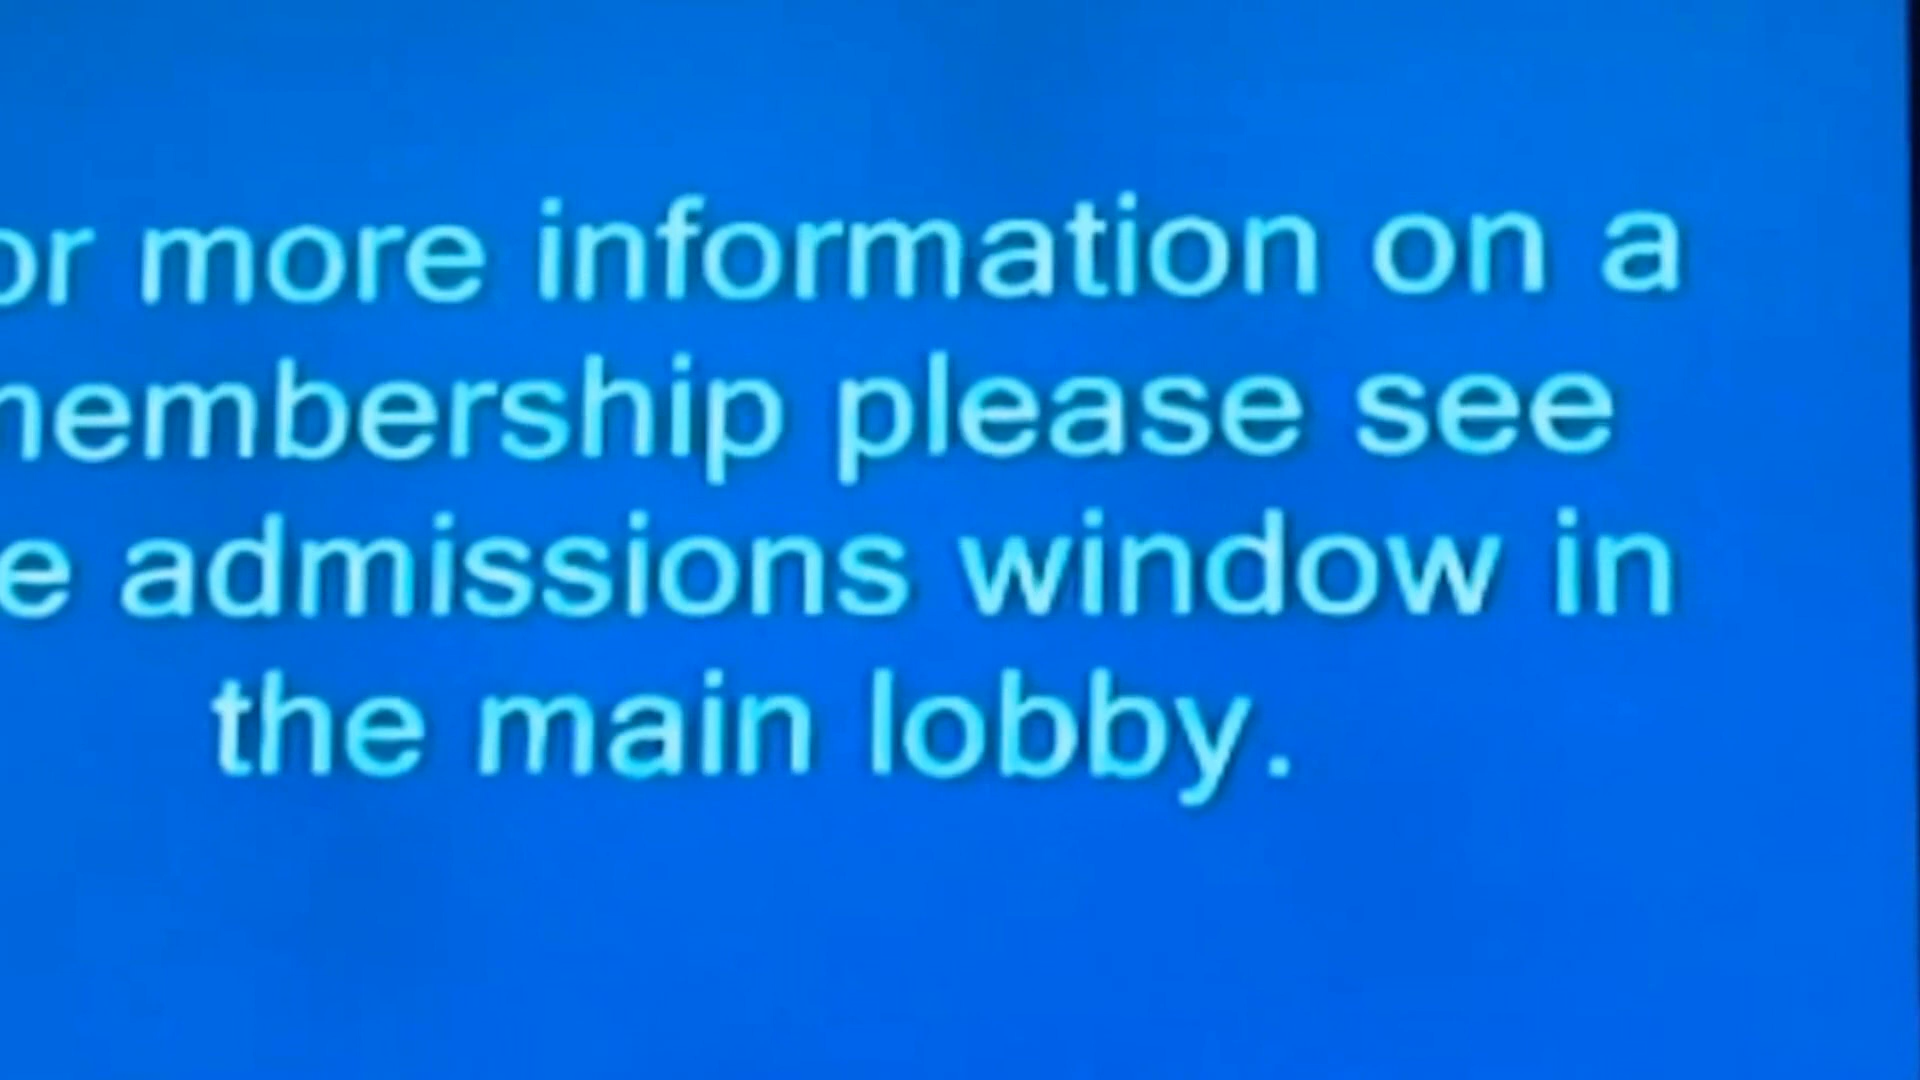 or more information on a
membership please see
e admissions window in
the main lobby.